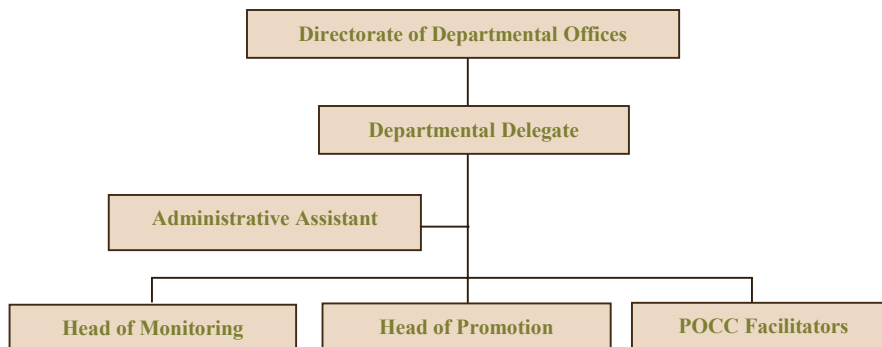 Directorate of Departmental Offices
Departmental Delegate
Administrative Assistant
Head of Monitoring
Head of Promotion
POCC Facilitators